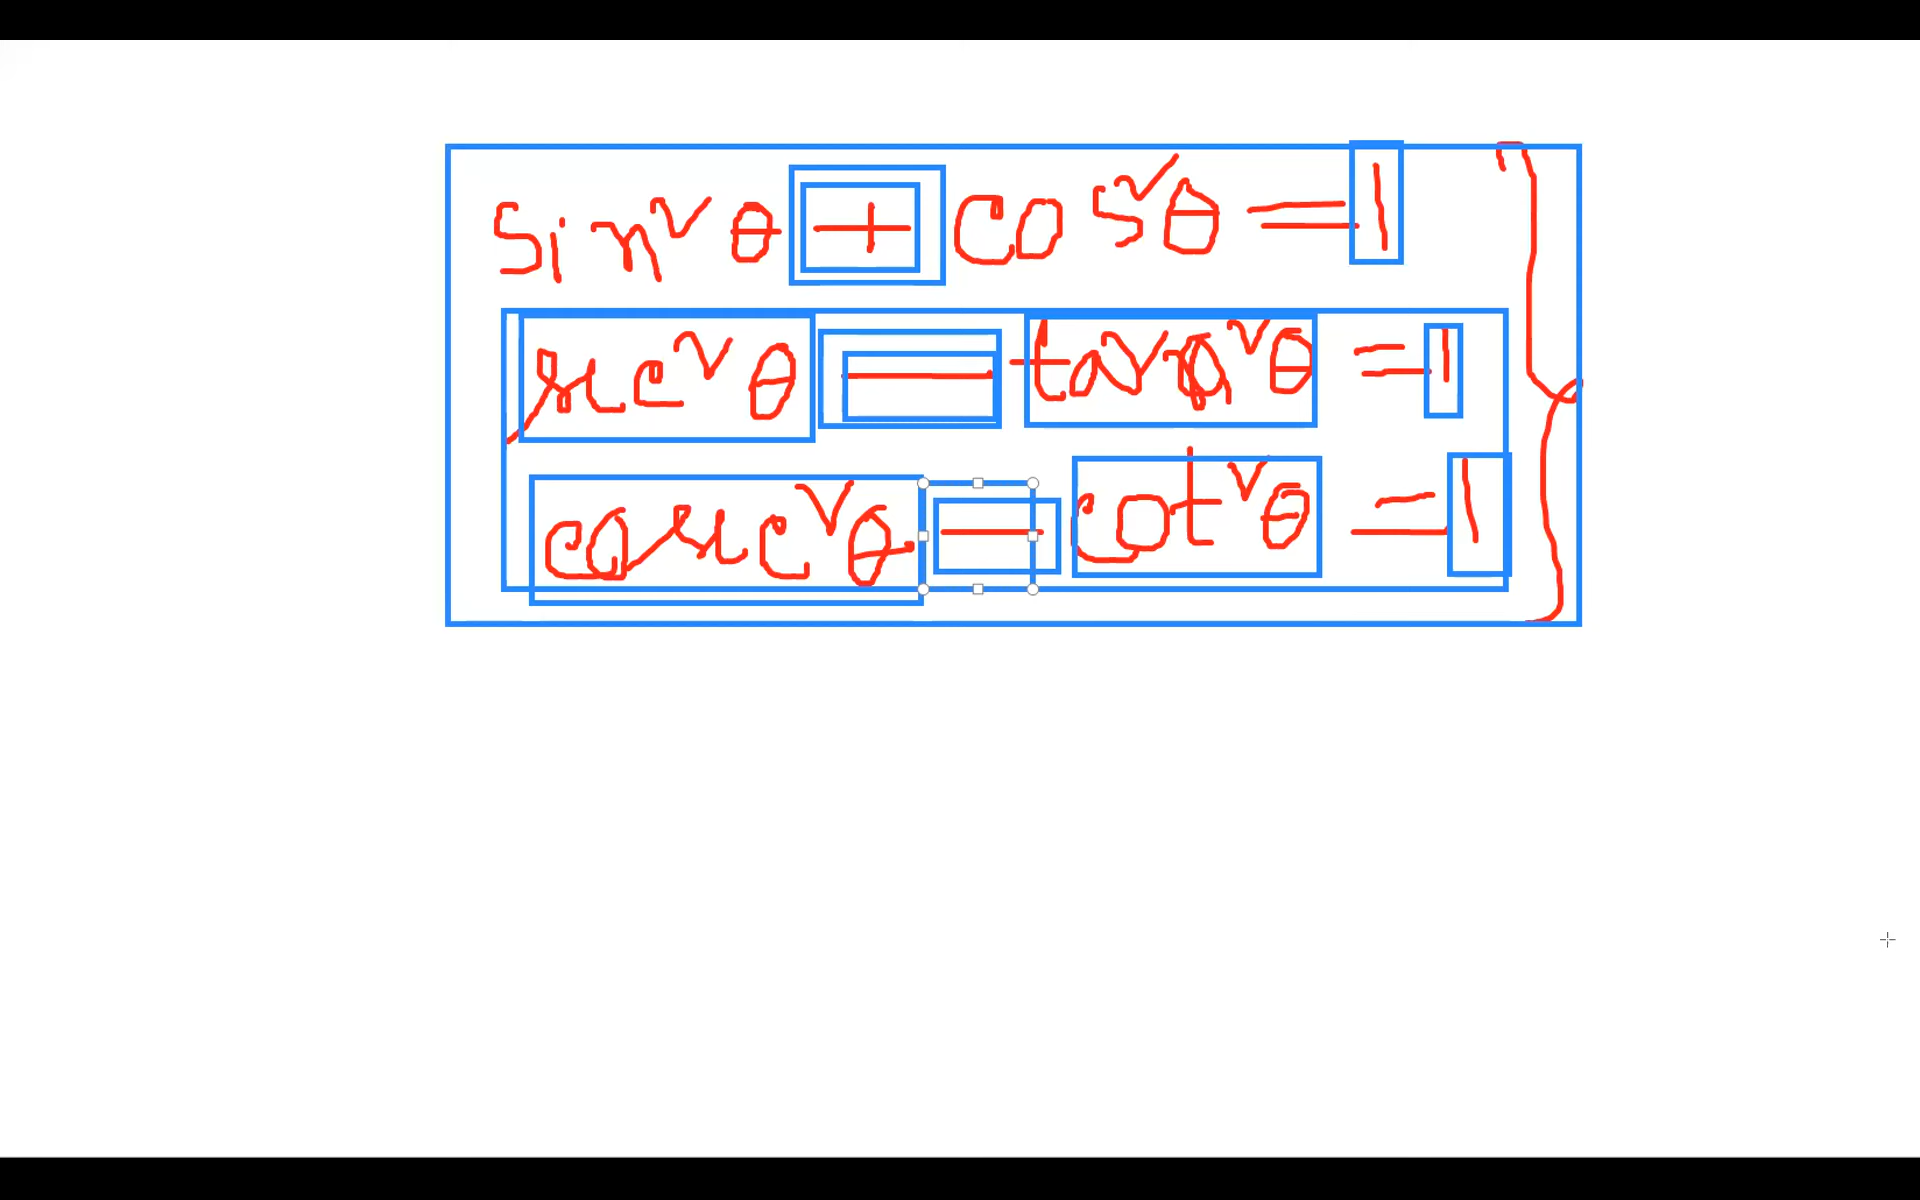 sin²θ + cos²θ = 1
sec²θ - tan²θ = 1
cosec²θ - cot²θ = 1